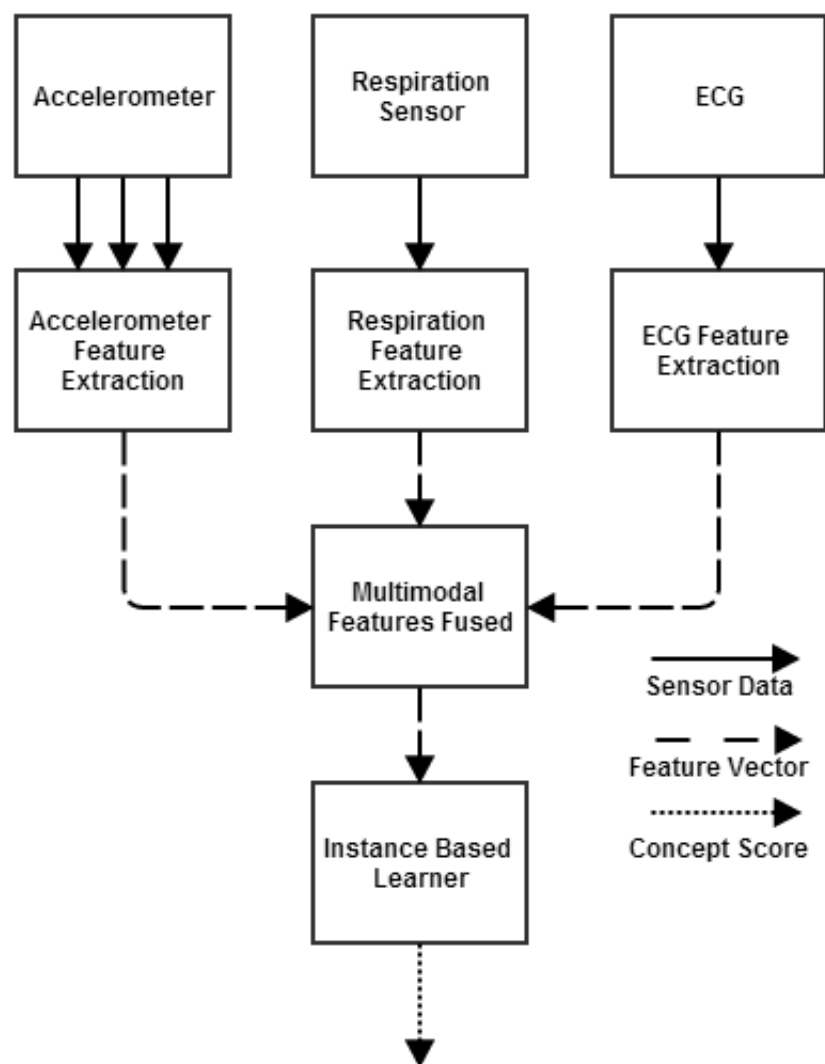 Accelerometer
Respiration
Sensor
ECG
Accelerometer
Feature
Extraction
Respiration
Feature
Extraction
ECG Feature
Extraction
Multimodal
Features Fused
Sensor Data
Feature Vector
Instance Based
Learner
Concept Score